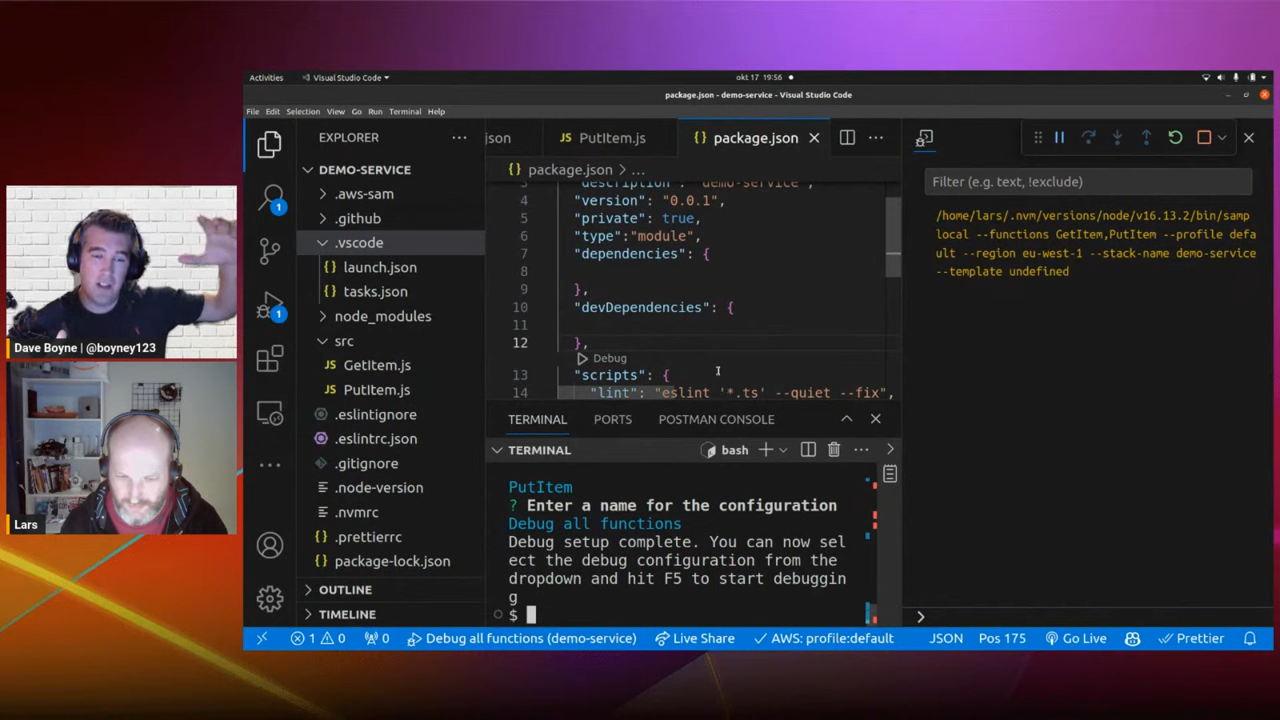 Activities
Visual Studio Code
okt 17 19:56
package.json - demo-service - Visual Studio Code
File Edit Selection View Go Run Terminal Help
EXPLORER
DEMO-SERVICE
.aws-sam
.github
.vscode
launch.json
tasks.json
node_modules
src
GetItem.js
PutItem.js
.eslintignore
.eslintrc.json
.gitignore
.node-version
.nvmrc
.prettierrc
package-lock.json
OUTLINE
TIMELINE
1
1
json
PutItem.js
{} package.json
{} package.json > ...
3 "description": "demo-service",
4 "version": "0.0.1",
5 "private": true,
6 "type":"module",
7 "dependencies": {
8
9 },
10 "devDependencies": {
11
12 },
Debug
13 "scripts": {
14 "lint": "eslint '*.ts' --quiet --fix",
TERMINAL PORTS POSTMAN CONSOLE
TERMINAL
bash
PutItem
? Enter a name for the configuration
Debug all functions
Debug setup complete. You can now sel
ect the debug configuration from the
dropdown and hit F5 to start debuggin
g
$
Filter (e.g. text, !exclude)
/home/lars/.nvm/versions/node/v16.13.2/bin/samp
local --functions GetItem,PutItem --profile defa
ult --region eu-west-1 --stack-name demo-service
--template undefined
1 0 0 Debug all functions (demo-service) Live Share AWS: profile:default JSON Pos 175 Go Live Prettier
Dave Boyne | @boyney123
Lars